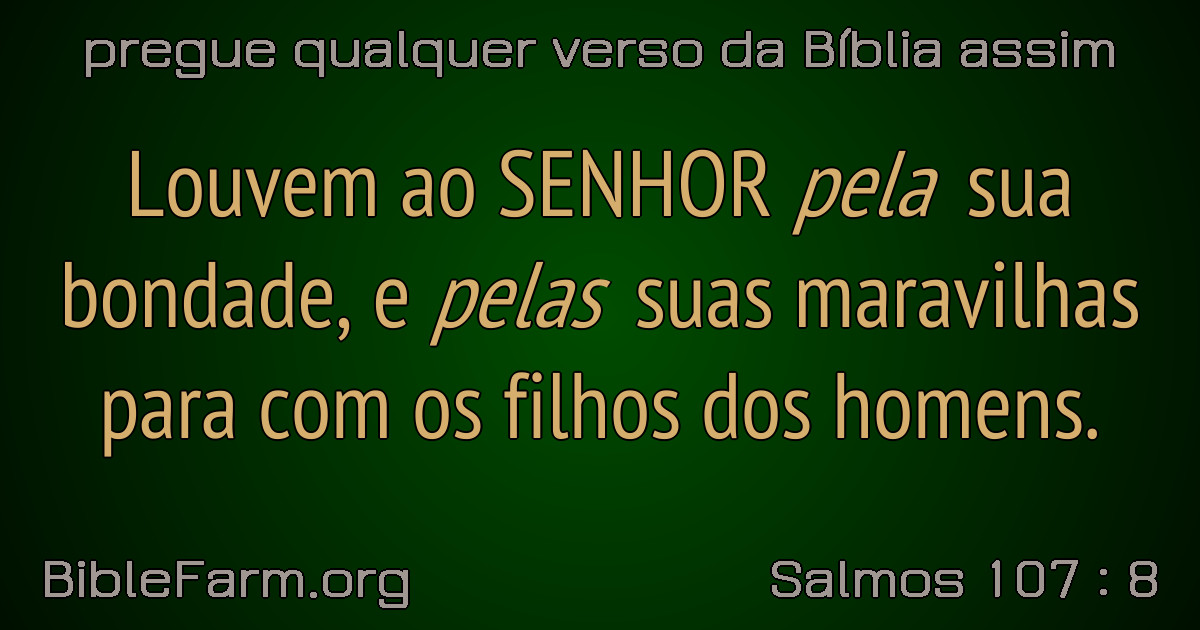 pregue qualquer verso da Bíblia assim
Louvem ao SENHOR pela sua
bondade, e pelas suas maravilhas
para com os filhos dos homens.
BibleFarm.org
Salmos 107 : 8